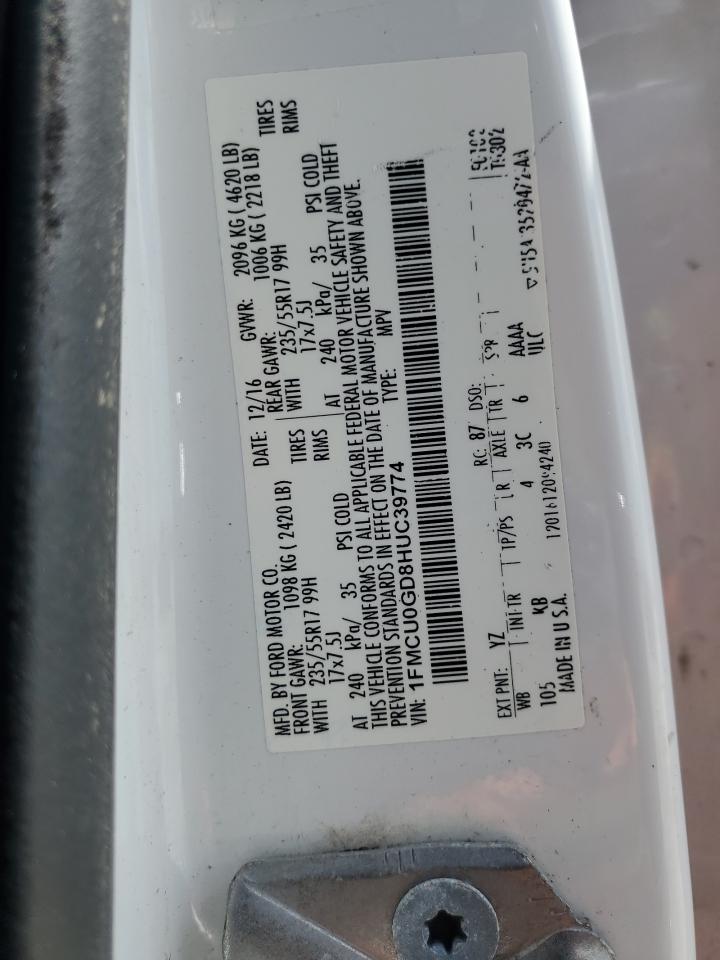 MFD. BY FORD MOTOR CO. DATE: 12/16 GVWR: 2096 KG ( 4620 LB)
FRONT GAWR: 1098 KG ( 2420 LB) REAR GAWR: 1006 KG ( 2218 LB)
WITH 235/55R17 99H TIRES WITH 235/55R17 99H TIRES
17x7.5J RIMS 17x7.5J RIMS
AT 240 kPa/ 35 PSI COLD AT 240 kPa/ 35 PSI COLD
THIS VEHICLE CONFORMS TO ALL APPLICABLE FEDERAL MOTOR VEHICLE SAFETY AND THEFT
PREVENTION STANDARDS IN EFFECT ON THE DATE OF MANUFACTURE SHOWN ABOVE.
VIN: 1FMCU0GD8HUC39774 TYPE: MPV
EXT PNT: YZ RC: 87 DSO:
WB INT TR TP/PS R AXLE TR SPR T0302
105 KB 4 3C 6 AAAA
MADE IN U.S.A. ULC